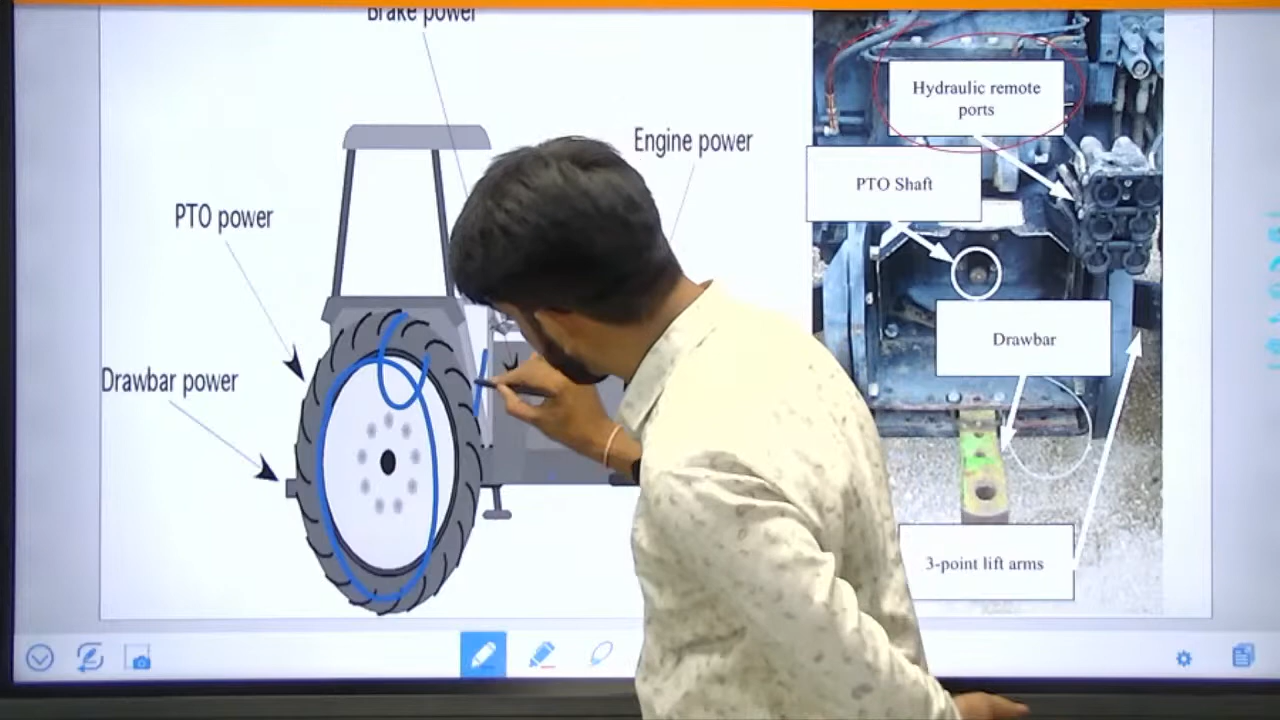 Brake power
Engine power
PTO power
Drawbar power
Hydraulic remote
ports
PTO Shaft
Drawbar
3-point lift arms